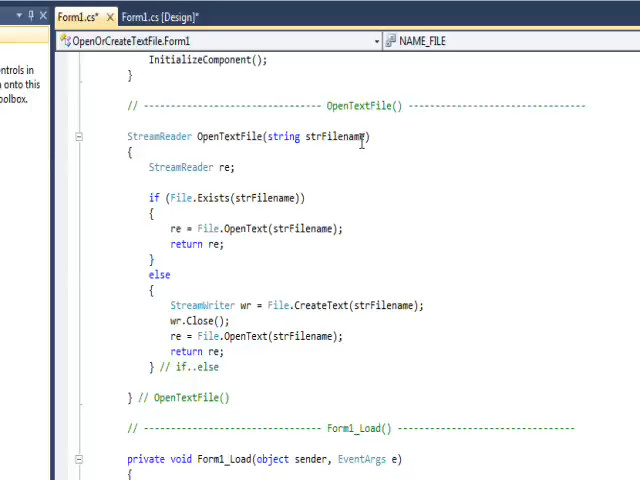 Form1.cs* Form1.cs [Design]*
OpenOrCreateTextFile.Form1 NAME_FILE
ntrols in
n onto this
oolbox.
InitializeComponent();
}
// --------------------------------- OpenTextFile() ---------------------------------
StreamReader OpenTextFile(string strFilename)
{
StreamReader re;
if (File.Exists(strFilename))
{
re = File.OpenText(strFilename);
return re;
}
else
{
StreamWriter wr = File.CreateText(strFilename);
wr.Close();
re = File.OpenText(strFilename);
return re;
} // if..else
} // OpenTextFile()
// --------------------------------- Form1_Load() ---------------------------------
private void Form1_Load(object sender, EventArgs e)
{